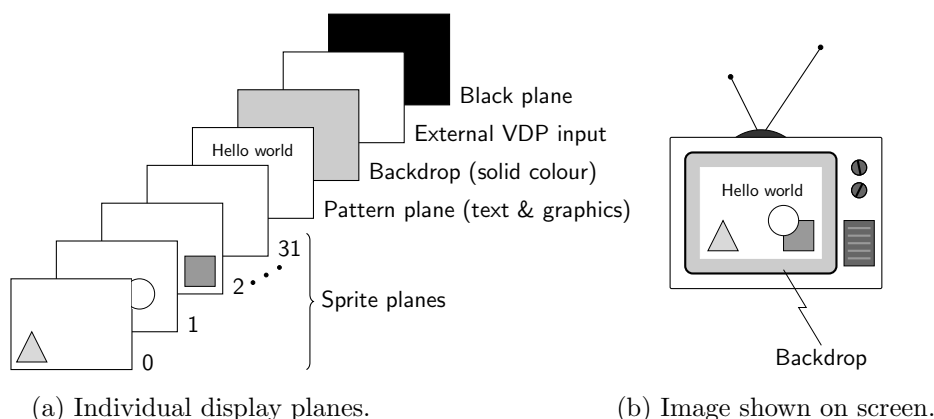 Black plane
External VDP input
Backdrop (solid colour)
Hello world
Pattern plane (text & graphics)
31
2
Sprite planes
1
0
(a) Individual display planes.
Hello world
Backdrop
(b) Image shown on screen.